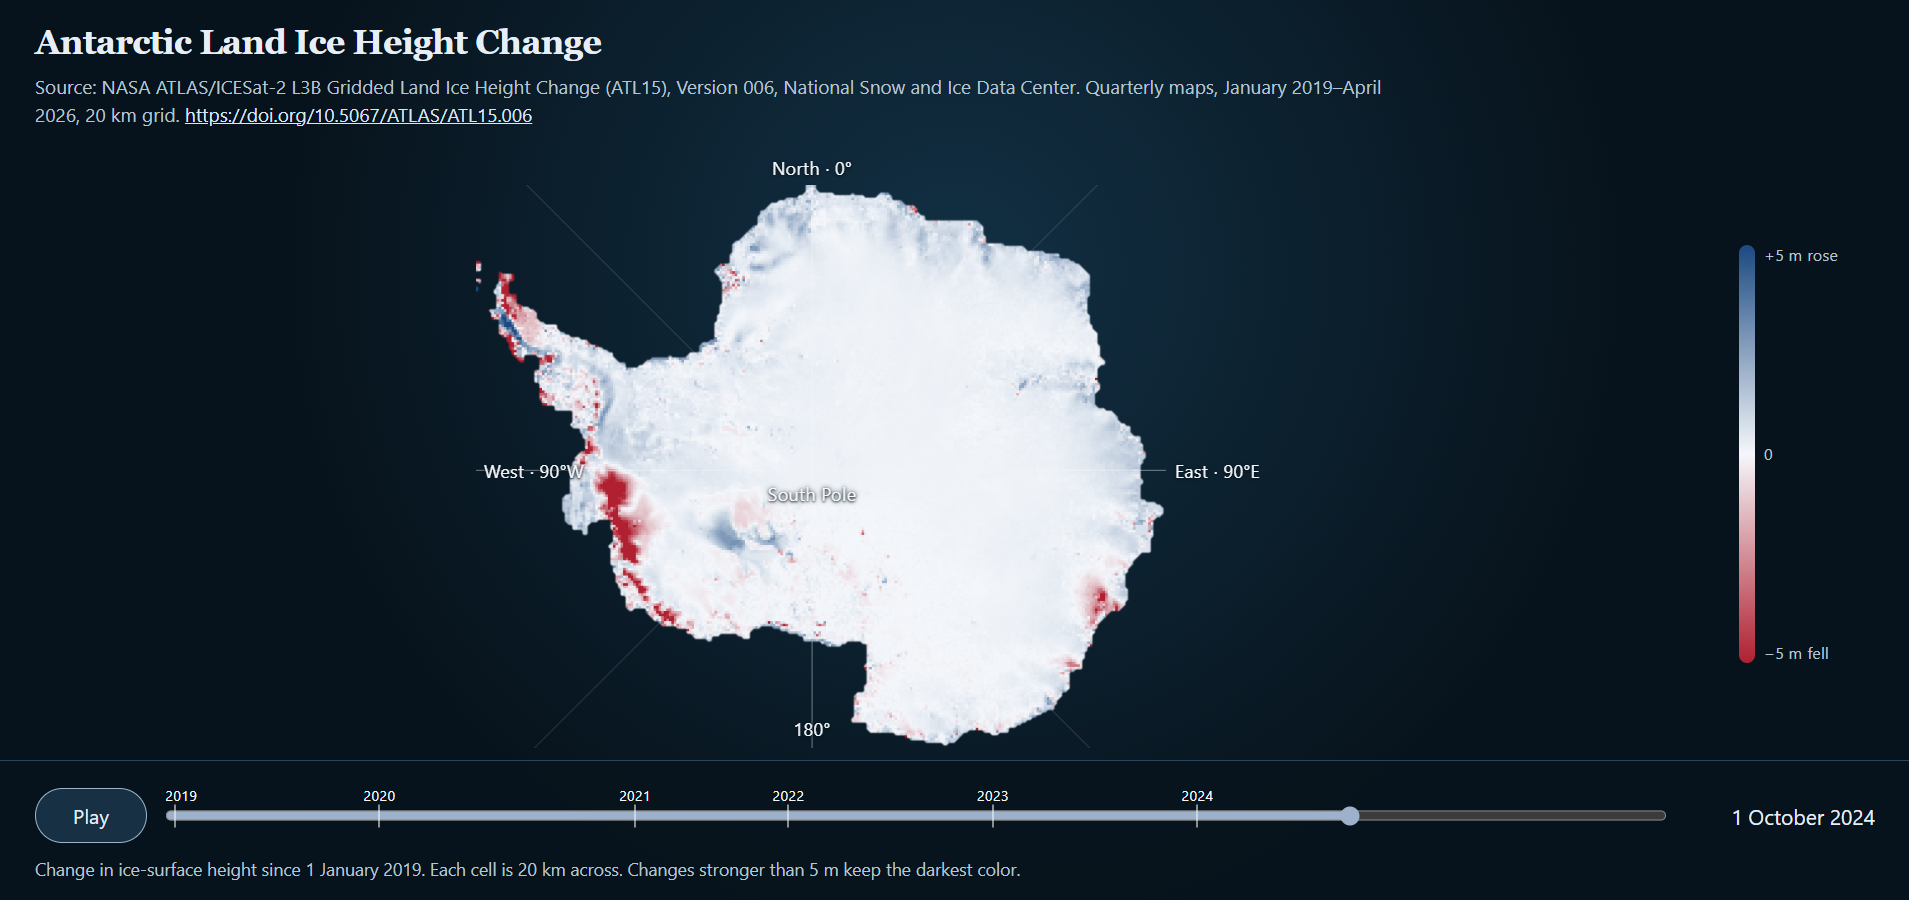 Antarctic Land Ice Height Change
Source: NASA ATLAS/ICESat-2 L3B Gridded Land Ice Height Change (ATL15), Version 006, National Snow and Ice Data Center. Quarterly maps, January 2019–April
2026, 20 km grid. https://doi.org/10.5067/ATLAS/ATL15.006
North · 0°
+5 m rose
0
−5 m fell
West · 90°W
South Pole
East · 90°E
180°
Play
2019
2020
2021
2022
2023
2024
1 October 2024
Change in ice-surface height since 1 January 2019. Each cell is 20 km across. Changes stronger than 5 m keep the darkest color.